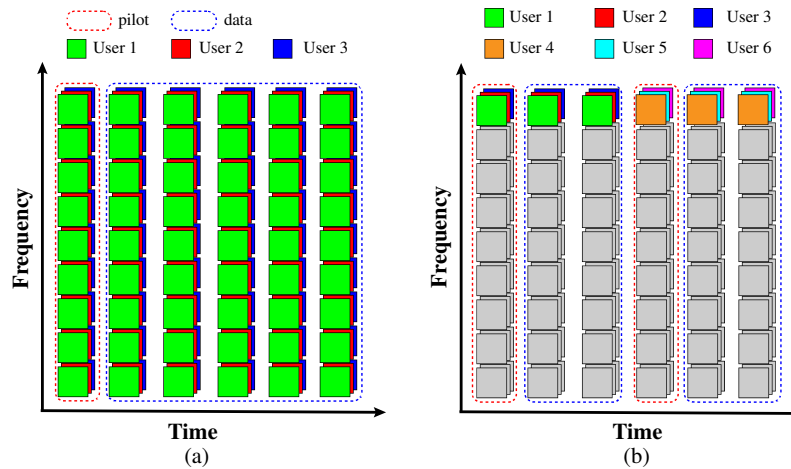 pilot data
User 1 User 2 User 3
Frequency
Time
(a)
User 1 User 2 User 3
User 4 User 5 User 6
Frequency
Time
(b)